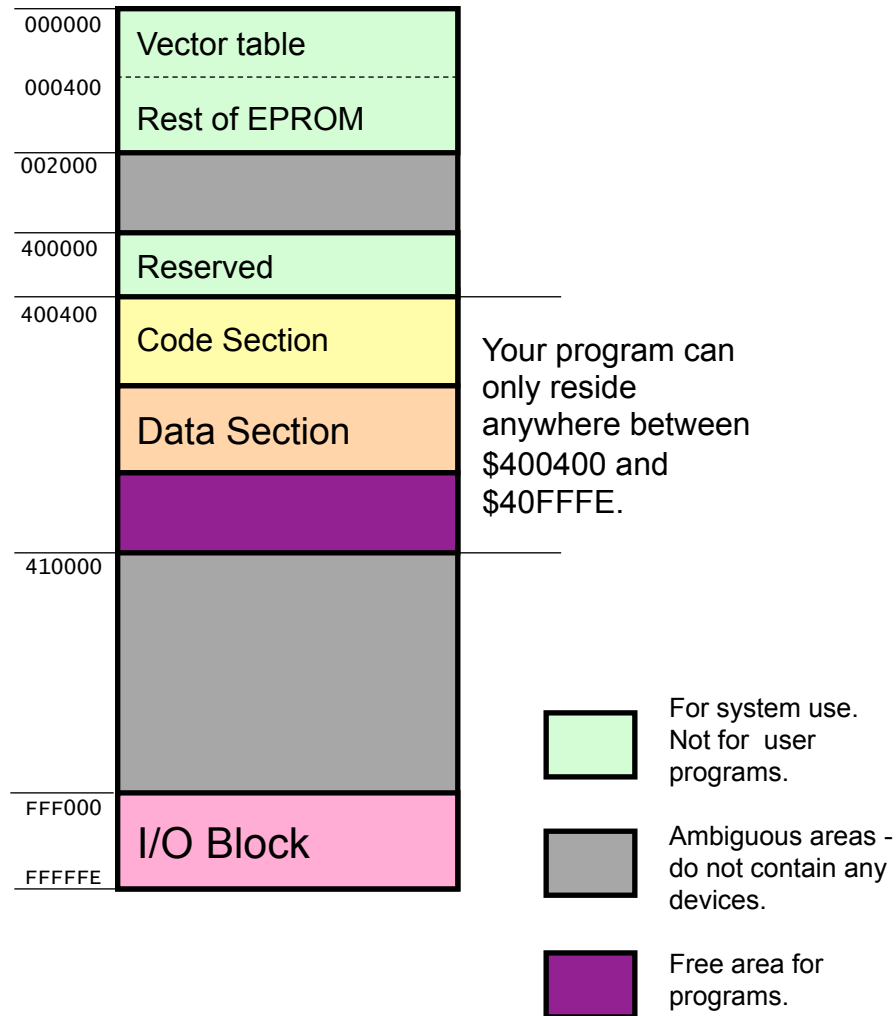 000000
Vector table
000400
Rest of EPROM
002000
400000
Reserved
400400
Code Section
Your program can
only reside
anywhere between
$400400 and
$40FFFE.
Data Section
410000
For system use.
Not for user
programs.
FFF000
I/O Block
FFFFFE
Ambiguous areas -
do not contain any
devices.
Free area for
programs.